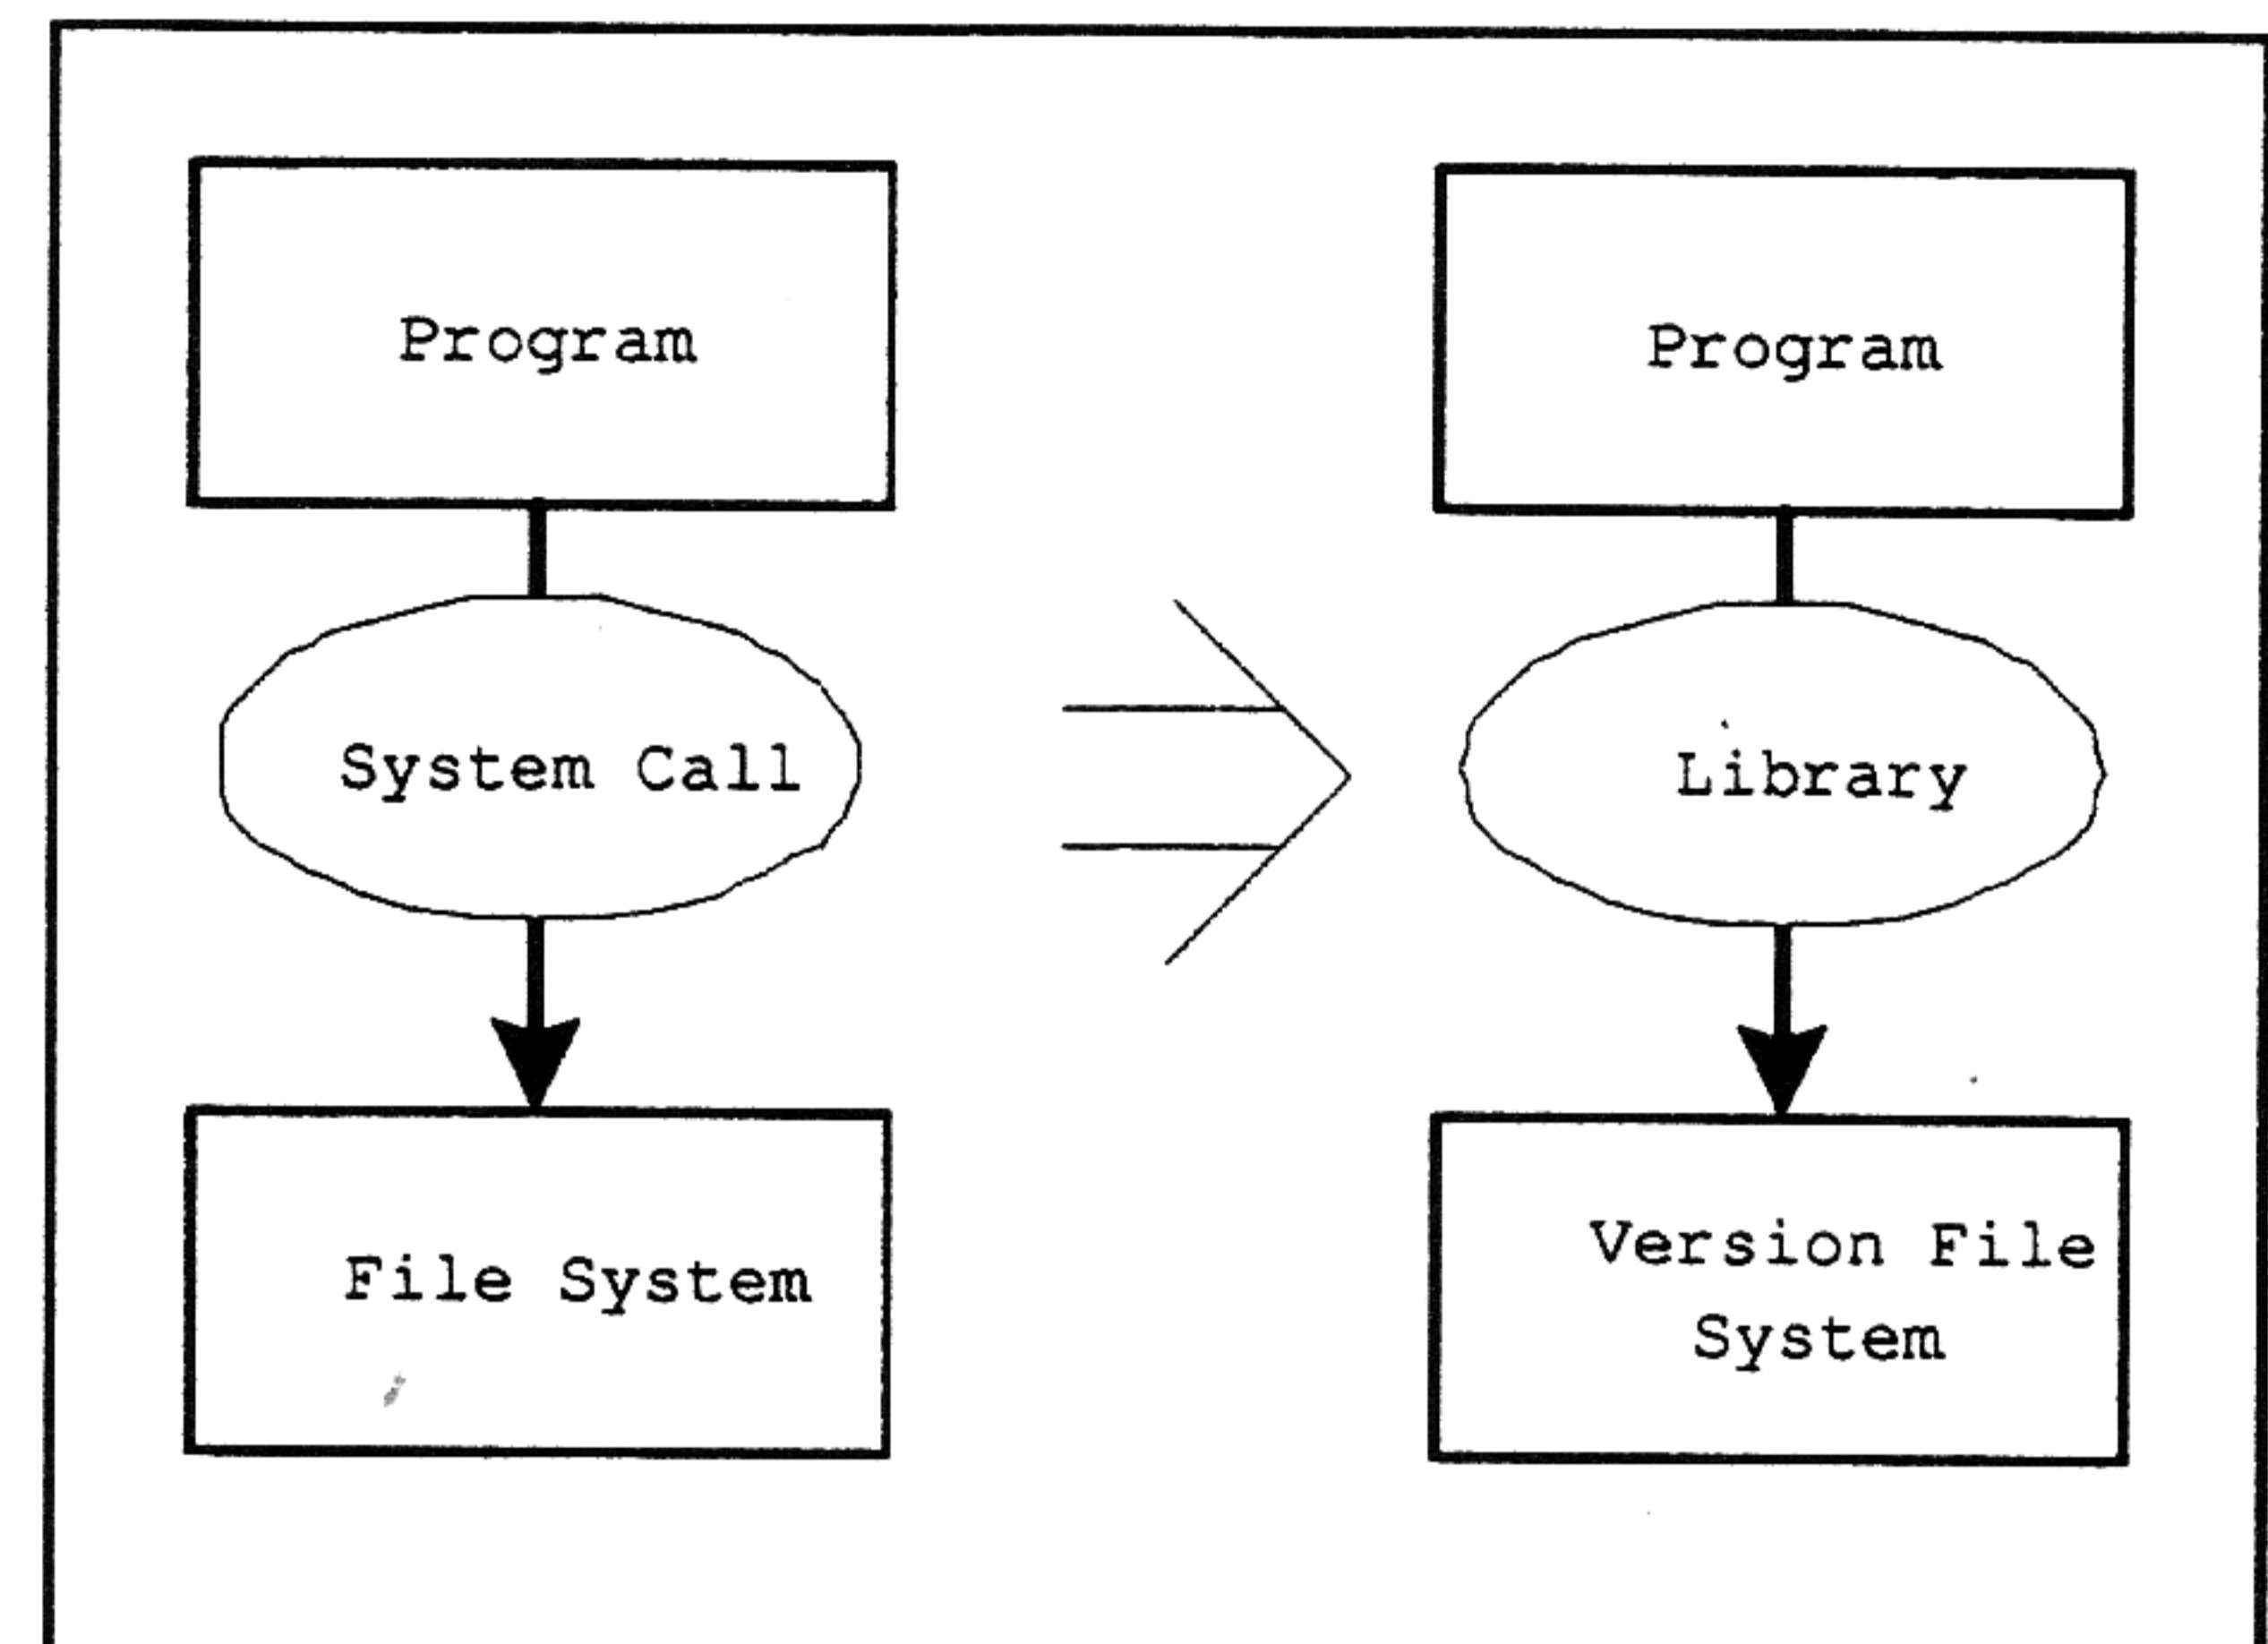 Program
System Call
File System
Program
Library
Version File
System